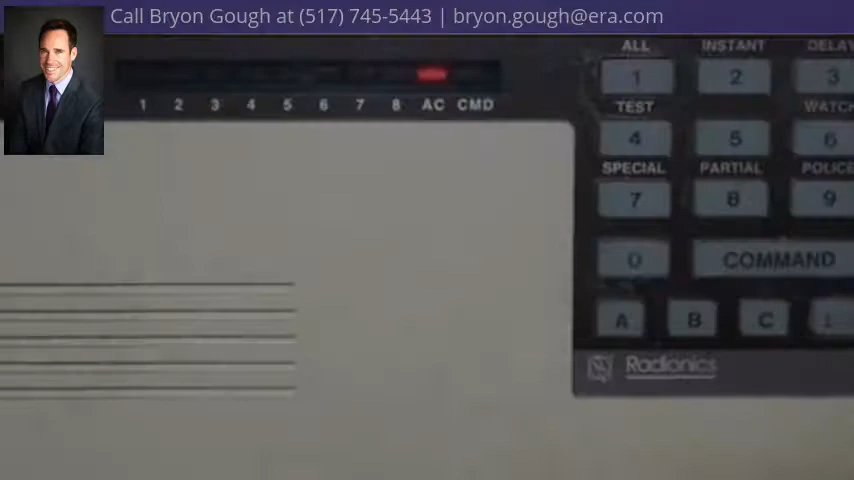 Call Bryon Gough at (517) 745-5443 | bryon.gough@era.com
ALL INSTANT DELAY
1 2 3
1 2 3 4 5 6 7 8 AC CMD
TEST WATCH
4 5 6
SPECIAL PARTIAL POLICE
7 8 9
0 COMMAND
A B C
Radionics